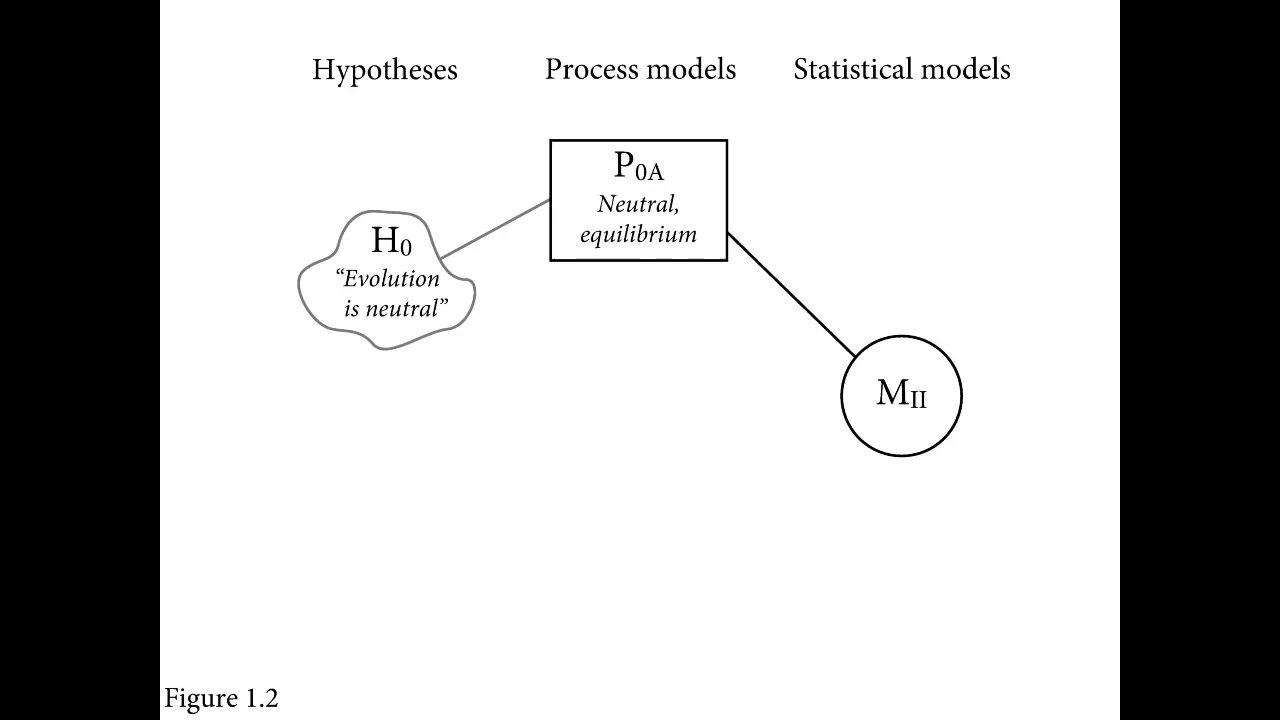 Hypotheses
Process models
Statistical models
P0A
Neutral,
equilibrium
H0
“Evolution
is neutral”
MII
Figure 1.2